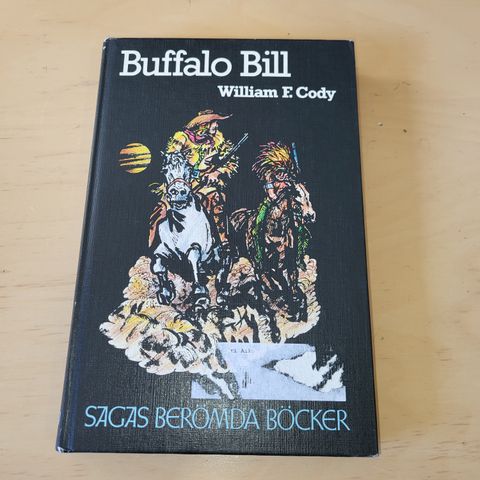 Buffalo Bill
William F. Cody
SAGAS BERÖMDA BÖCKER